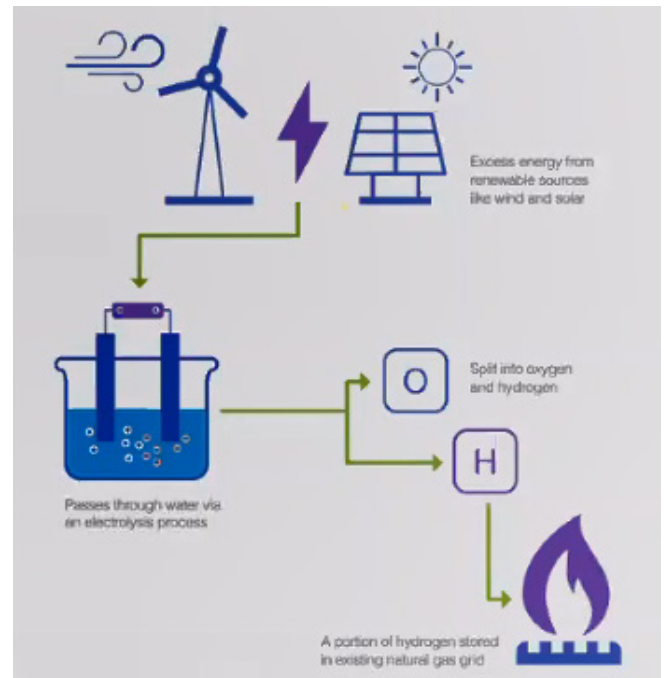 Excess energy from
renewable sources
like wind and solar
O
Split into oxygen
and hydrogen
H
Passes through water via
an electrolysis process
A portion of hydrogen stored
in existing natural gas grid